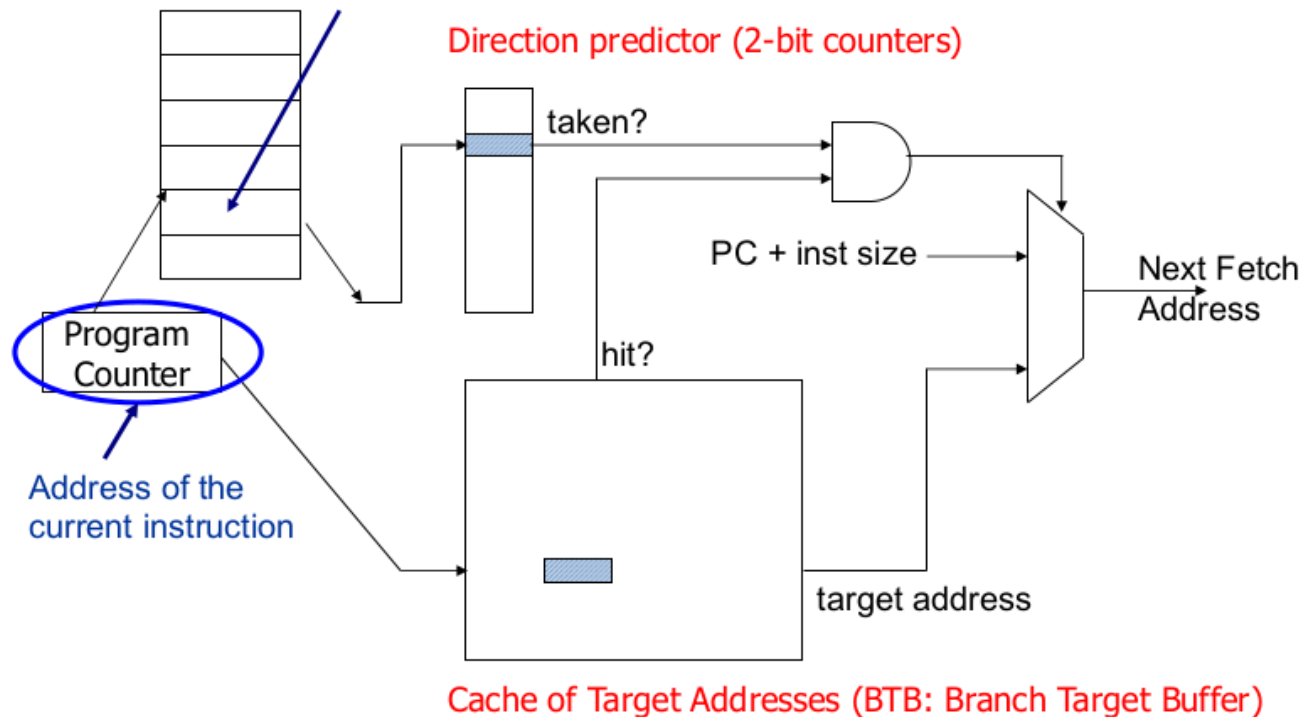 Direction predictor (2-bit counters)
taken?
PC + inst size
Next Fetch
Address
Program
Counter
hit?
Address of the
current instruction
target address
Cache of Target Addresses (BTB: Branch Target Buffer)